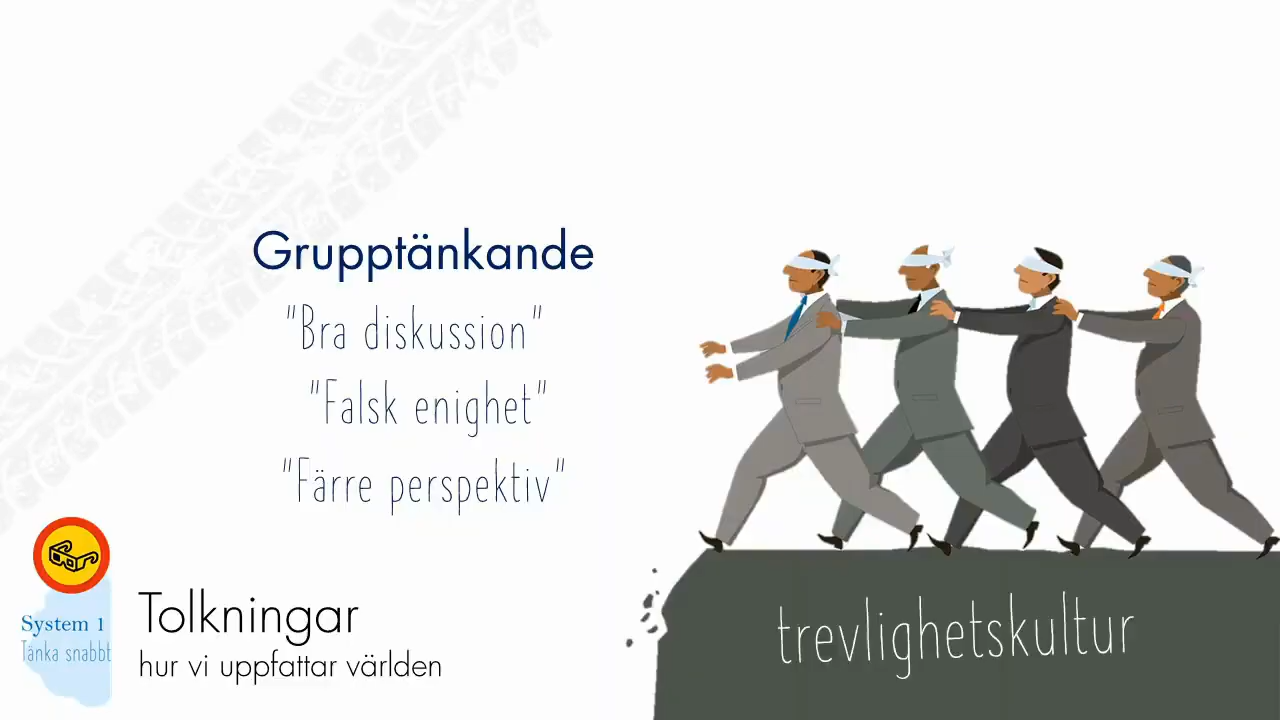 Grupptänkande
"Bra diskussion"
"Falsk enighet"
"Färre perspektiv"
System 1
Tänka snabbt
Tolkningar
hur vi uppfattar världen
trevlighetskultur